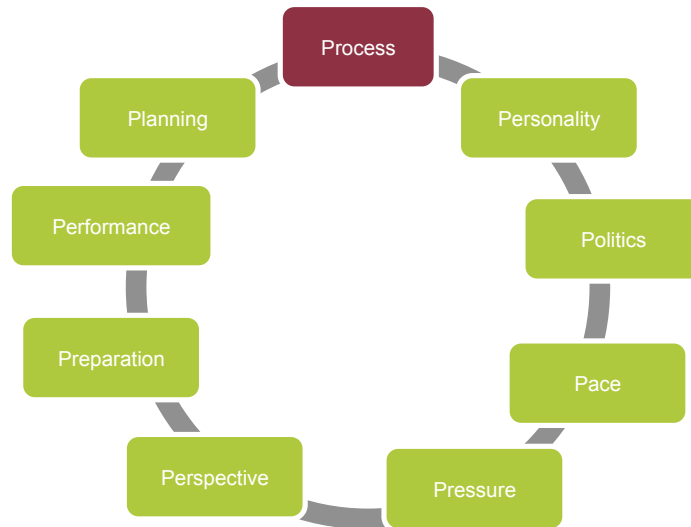 Process
Personality
Politics
Pace
Pressure
Perspective
Preparation
Performance
Planning